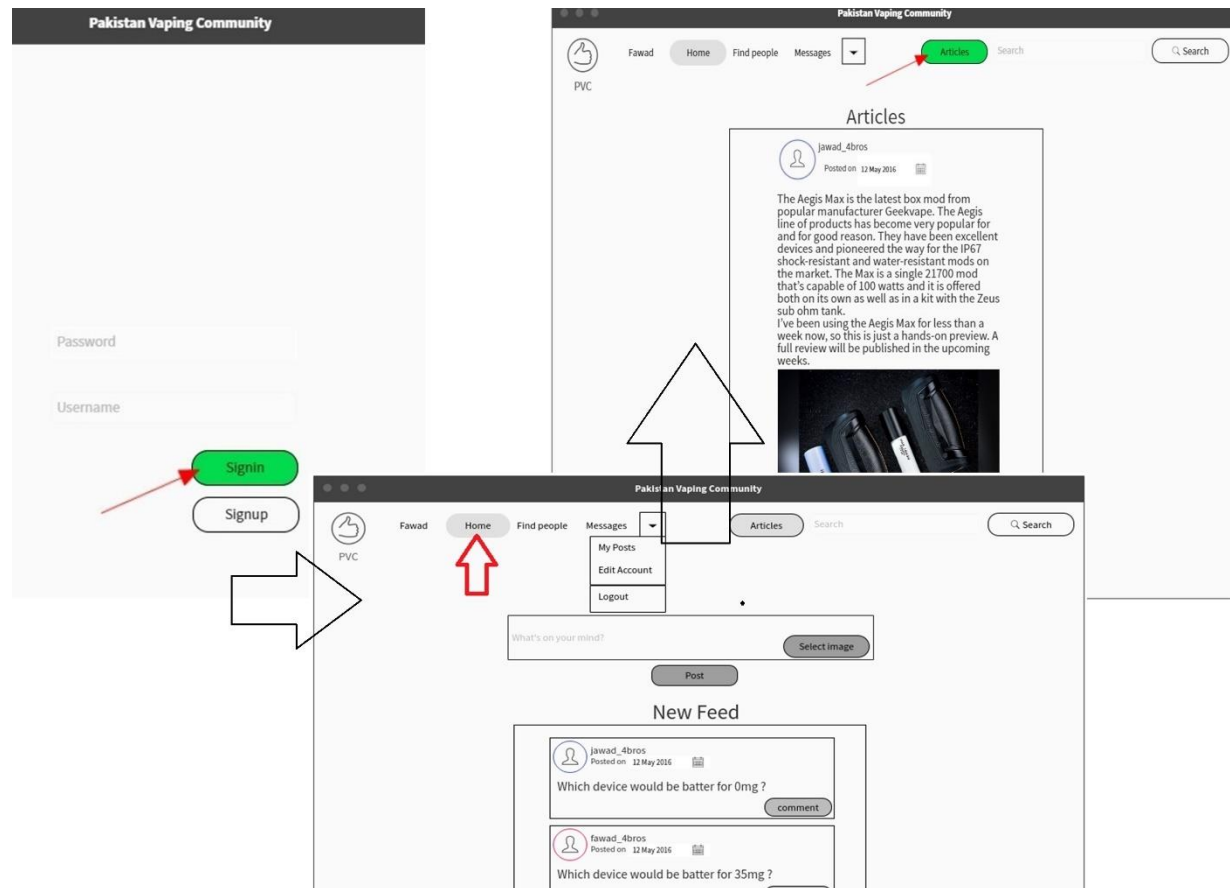 Pakistan Vaping Community
Password
Username
Signin
Signup
Pakistan Vaping Community
PVC
Fawad
Home
Find people
Messages
Articles
Search
Search
Articles
jawad_4bros
Posted on 12 May 2016
The Aegis Max is the latest box mod from
popular manufacturer Geekvape. The Aegis
line of products has become very popular for
and for good reason. They have been excellent
devices and pioneered the way for the IP67
shock-resistant and water-resistant mods on
the market. The Max is a single 21700 mod
that's capable of 100 watts and it is offered
both on its own as well as in a kit with the Zeus
sub ohm tank.
I've been using the Aegis Max for less than a
week now, so this is just a hands-on preview. A
full review will be published in the upcoming
weeks.
Pakistan Vaping Community
PVC
Fawad
Home
Find people
Messages
Articles
Search
Search
My Posts
Edit Account
Logout
What's on your mind?
Select image
Post
New Feed
jawad_4bros
Posted on 12 May 2016
Which device would be batter for 0mg ?
comment
fawad_4bros
Posted on 12 May 2016
Which device would be batter for 35mg ?